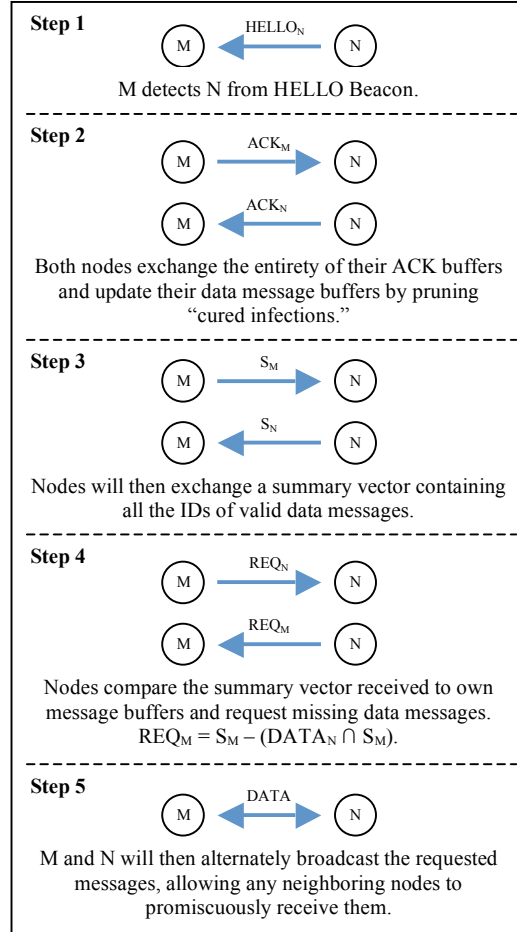 Step 1
HELLO_N
M N
M detects N from HELLO Beacon.
Step 2
ACK_M
M N
ACK_N
M N
Both nodes exchange the entirety of their ACK buffers
and update their data message buffers by pruning
“cured infections.”
Step 3
S_M
M N
S_N
M N
Nodes will then exchange a summary vector containing
all the IDs of valid data messages.
Step 4
REQ_N
M N
REQ_M
M N
Nodes compare the summary vector received to own
message buffers and request missing data messages.
REQ_M = S_M – (DATA_N ∩ S_M).
Step 5
DATA
M N
M and N will then alternately broadcast the requested
messages, allowing any neighboring nodes to
promiscuously receive them.